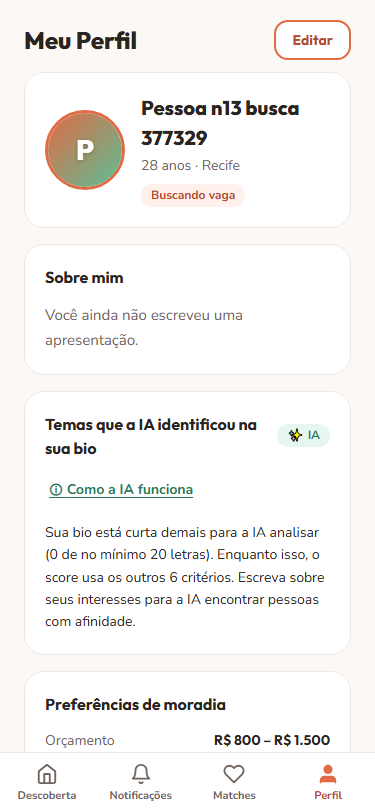 Meu Perfil
Editar
P
Pessoa n13 busca
377329
28 anos · Recife
Buscando vaga
Sobre mim
Você ainda não escreveu uma
apresentação.
Temas que a IA identificou na
sua bio
✨ IA
ⓘ Como a IA funciona
Sua bio está curta demais para a IA analisar
(0 de no mínimo 20 letras). Enquanto isso, o
score usa os outros 6 critérios. Escreva sobre
seus interesses para a IA encontrar pessoas
com afinidade.
Preferências de moradia
Orçamento R$ 800 – R$ 1.500
Descoberta Notificações Matches Perfil